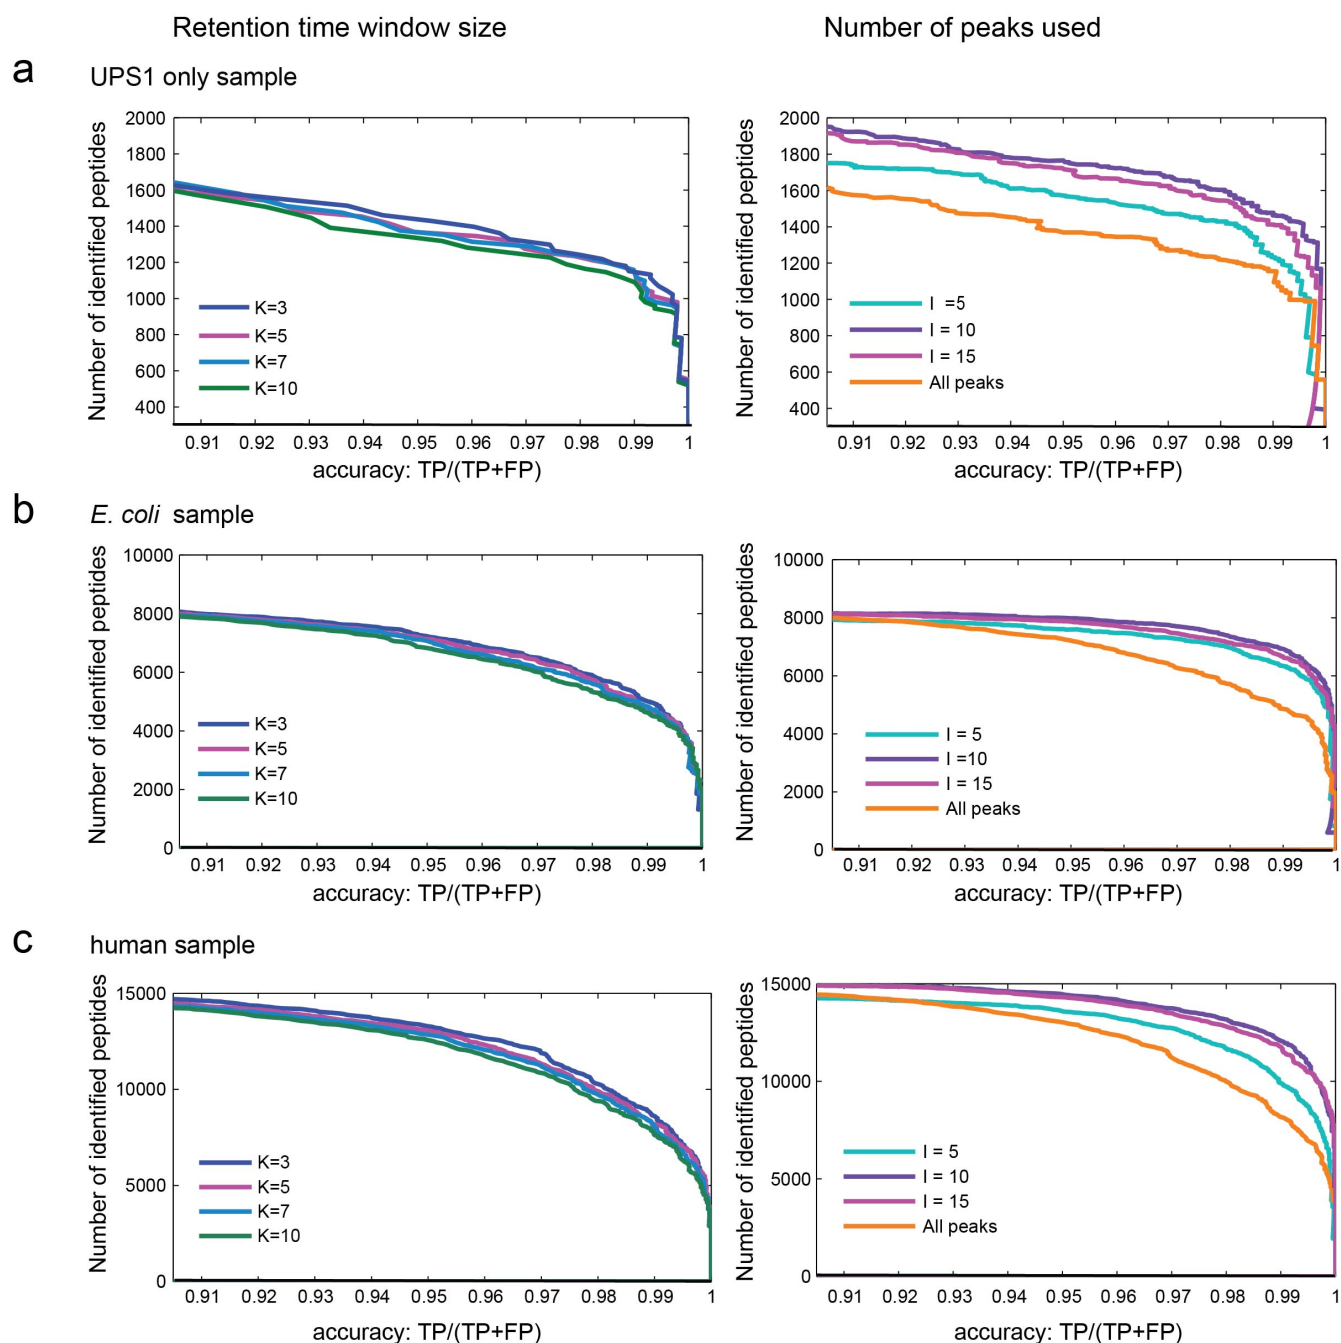 Retention time window size
Number of peaks used
a
UPS1 only sample
Number of identified peptides
2000
1800
1600
1400
1200
1000
800
600
400
K=3
K=5
K=7
K=10
0.91 0.92 0.93 0.94 0.95 0.96 0.97 0.98 0.99 1
accuracy: TP/(TP+FP)
Number of identified peptides
2000
1800
1600
1400
1200
1000
800
600
400
I =5
I = 10
I = 15
All peaks
0.91 0.92 0.93 0.94 0.95 0.96 0.97 0.98 0.99 1
accuracy: TP/(TP+FP)
b
E. coli sample
Number of identified peptides
10000
8000
6000
4000
2000
0
K=3
K=5
K=7
K=10
0.91 0.92 0.93 0.94 0.95 0.96 0.97 0.98 0.99 1
accuracy: TP/(TP+FP)
Number of identified peptides
10000
8000
6000
4000
2000
0
I = 5
I =10
I = 15
All peaks
0.91 0.92 0.93 0.94 0.95 0.96 0.97 0.98 0.99 1
accuracy: TP/(TP+FP)
c
human sample
Number of identified peptides
15000
10000
5000
0
K=3
K=5
K=7
K=10
0.91 0.92 0.93 0.94 0.95 0.96 0.97 0.98 0.99 1
accuracy: TP/(TP+FP)
Number of identified peptides
15000
10000
5000
0
I = 5
I = 10
I = 15
All peaks
0.91 0.92 0.93 0.94 0.95 0.96 0.97 0.98 0.99 1
accuracy: TP/(TP+FP)